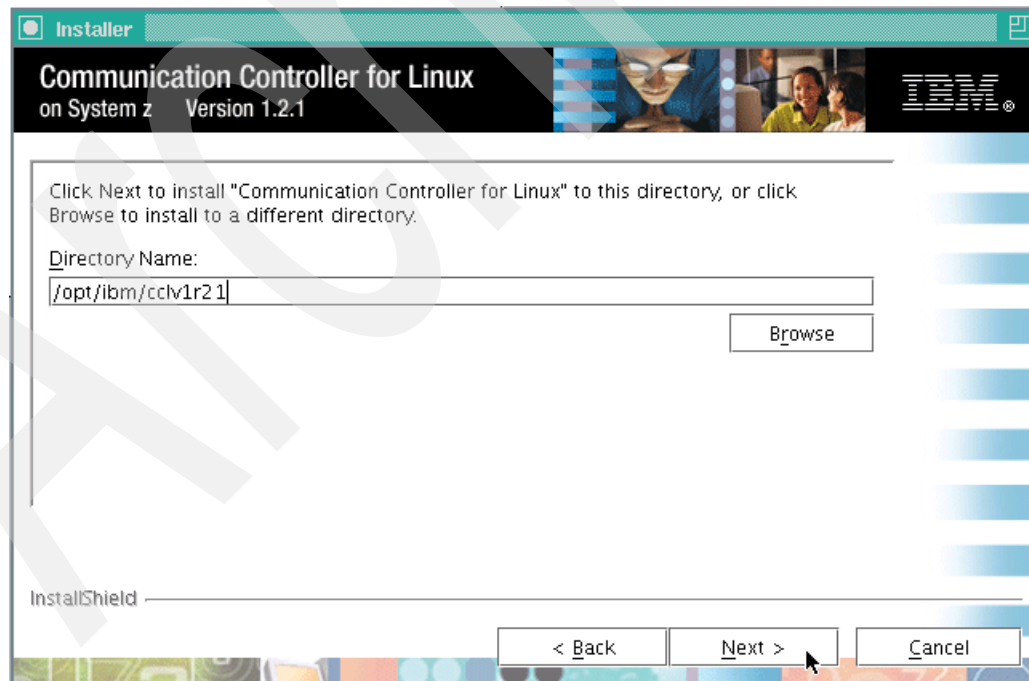 Installer
Communication Controller for Linux
on System z Version 1.2.1
IBM®
Click Next to install "Communication Controller for Linux" to this directory, or click
Browse to install to a different directory.
Directory Name:
/opt/ibm/cclv1r21
Browse
InstallShield
< Back Next > Cancel